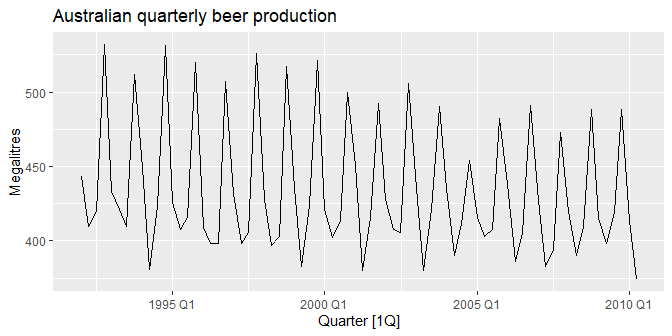 Australian quarterly beer production
500
450
400
Megalitres
1995 Q1
2000 Q1
2005 Q1
2010 Q1
Quarter [1Q]